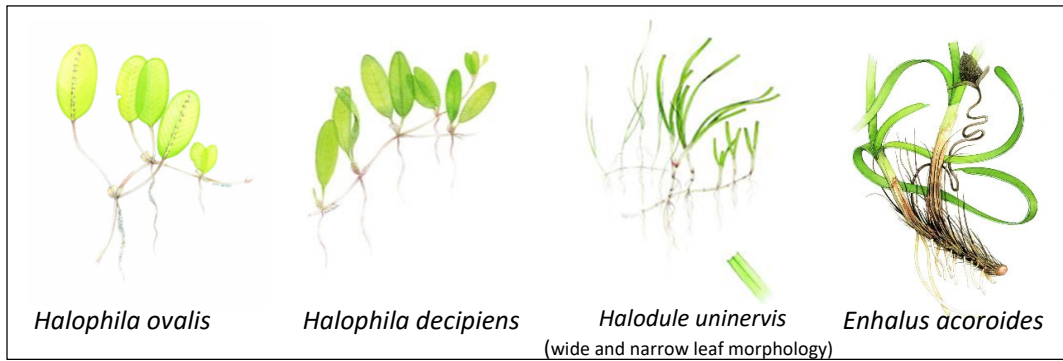 Halophila ovalis
Halophila decipiens
Halodule uninervis
(wide and narrow leaf morphology)
Enhalus acoroides